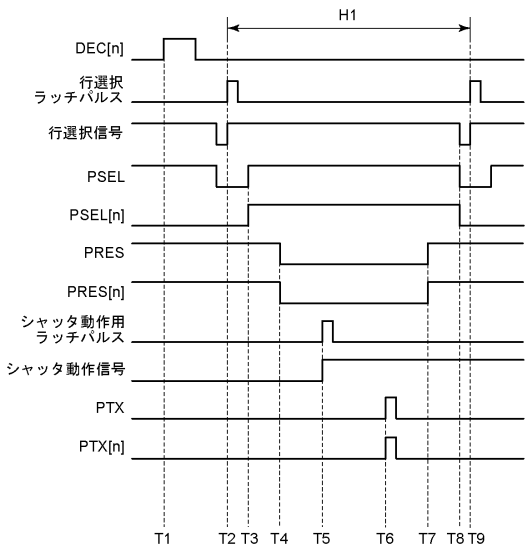 H1
DEC[n]
行選択
ラッチパルス
行選択信号
PSEL
PSEL[n]
PRES
PRES[n]
シャッタ動作用
ラッチパルス
シャッタ動作信号
PTX
PTX[n]
T1 T2 T3 T4 T5 T6 T7 T8 T9